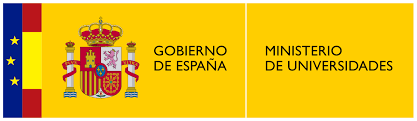 GOBIERNO
DE ESPAÑA
MINISTERIO
DE UNIVERSIDADES